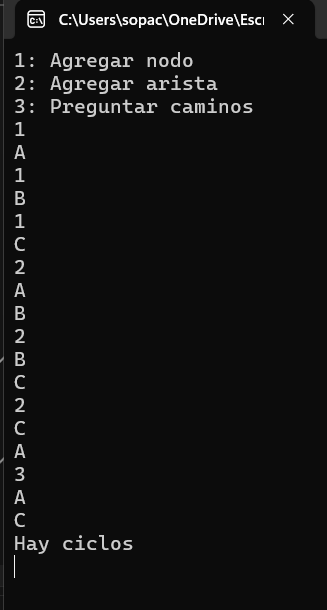 C:\Users\sopac\OneDrive\Escr
1: Agregar nodo
2: Agregar arista
3: Preguntar caminos
1
A
1
B
1
C
2
A
B
2
B
C
2
C
A
3
A
C
Hay ciclos